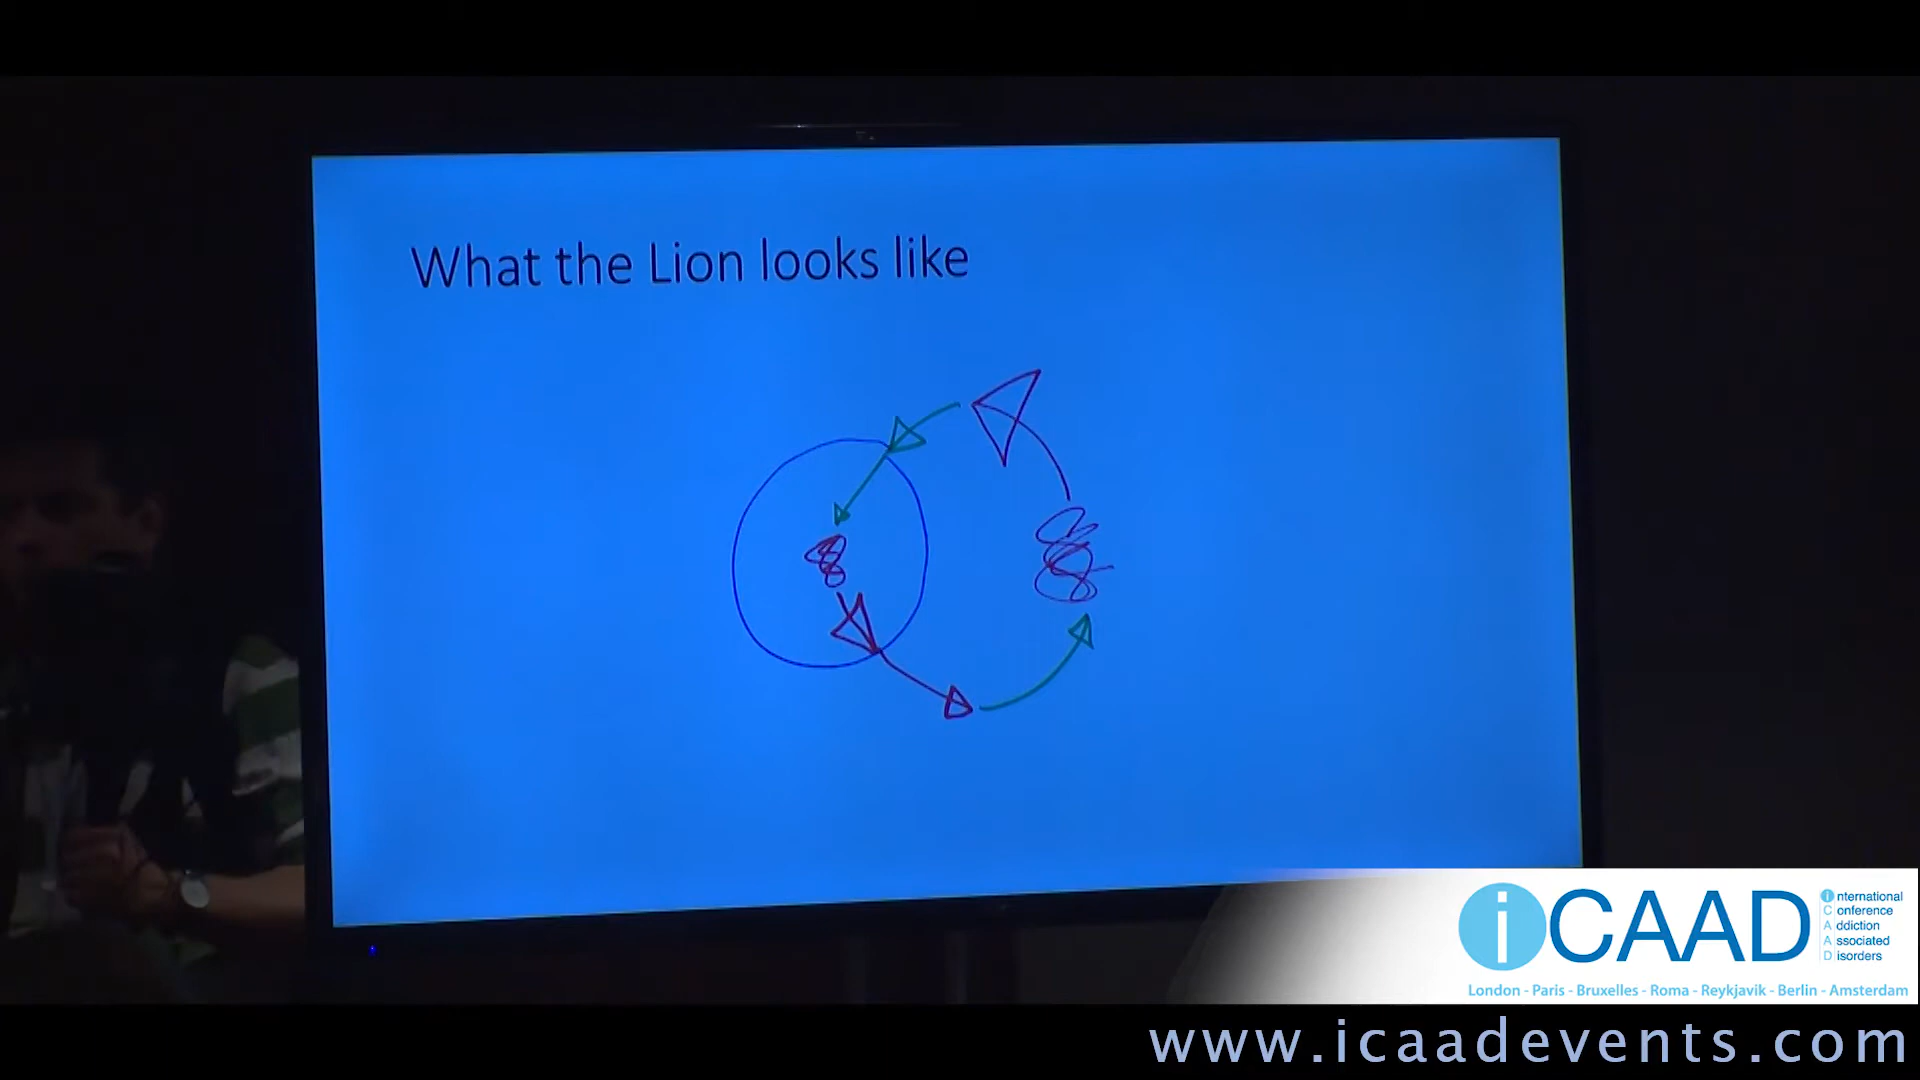 What the Lion looks like
iCAAD
international
Conference
Addiction
Associated
Disorders
London - Paris - Bruxelles - Roma - Reykjavik - Berlin - Amsterdam
www.icaadevents.com